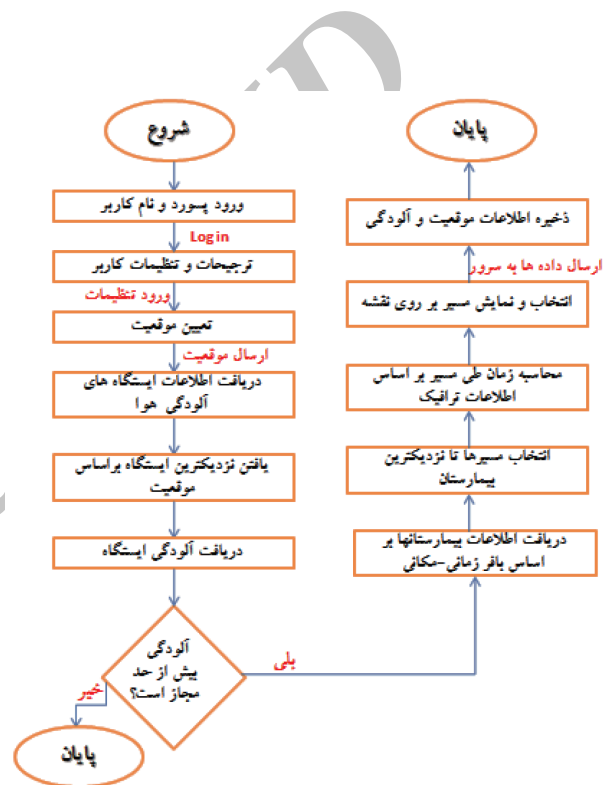 شروع
ورود پسورد و نام کاربر
Login
ترجیحات و تنظیمات کاربر
ورود تنظیمات
تعیین موقعیت
ارسال موقعیت
دریافت اطلاعات ایستگاه های
آلودگی هوا
یافتن نزدیکترین ایستگاه براساس
موقعیت
دریافت آلودگی ایستگاه
آلودگی
بیش از حد
مجاز است؟
خیر
پایان
بلی
دریافت اطلاعات بیمارستانها بر
اساس بافر زمانی-مکانی
انتخاب مسیرها تا نزدیکترین
بیمارستان
محاسبه زمان طی مسیر بر اساس
اطلاعات ترافیک
انتخاب و نمایش مسیر بر روی نقشه
ارسال داده ها به سرور
ذخیره اطلاعات موقعیت و آلودگی
پایان